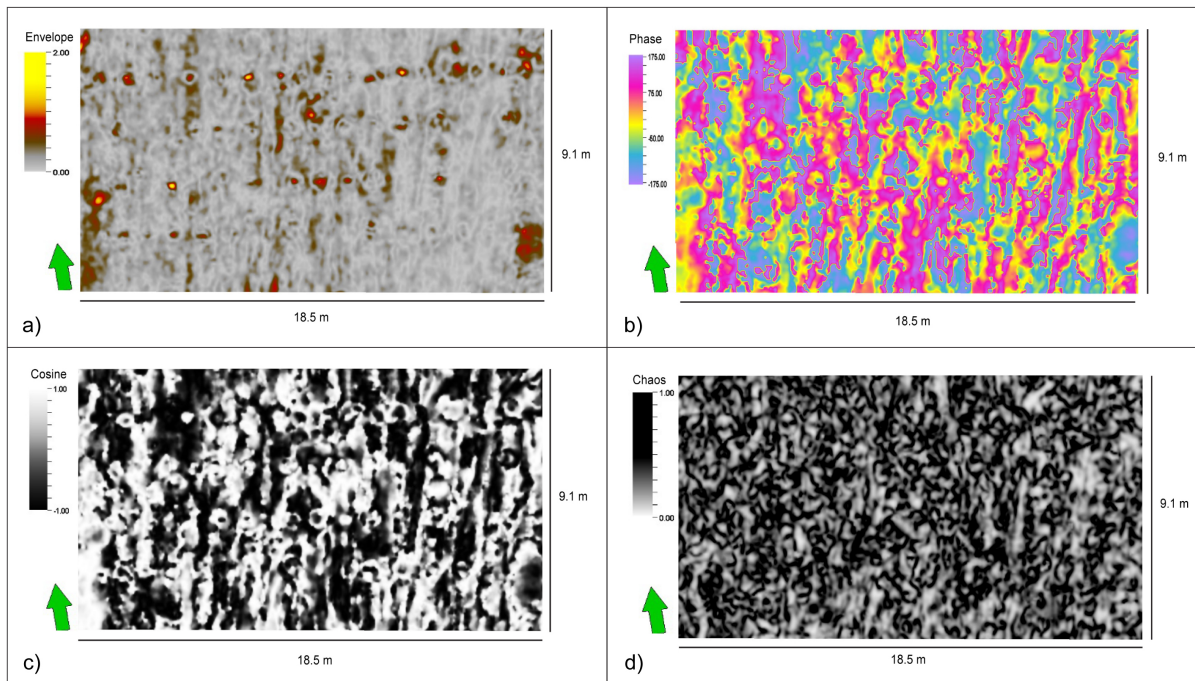 Envelope
2.00
0.00
9.1 m
18.5 m
a)
Phase
175.00
75.00
-50.00
-175.00
9.1 m
18.5 m
b)
Cosine
1.00
-1.00
9.1 m
18.5 m
c)
Chaos
1.00
0.00
9.1 m
18.5 m
d)